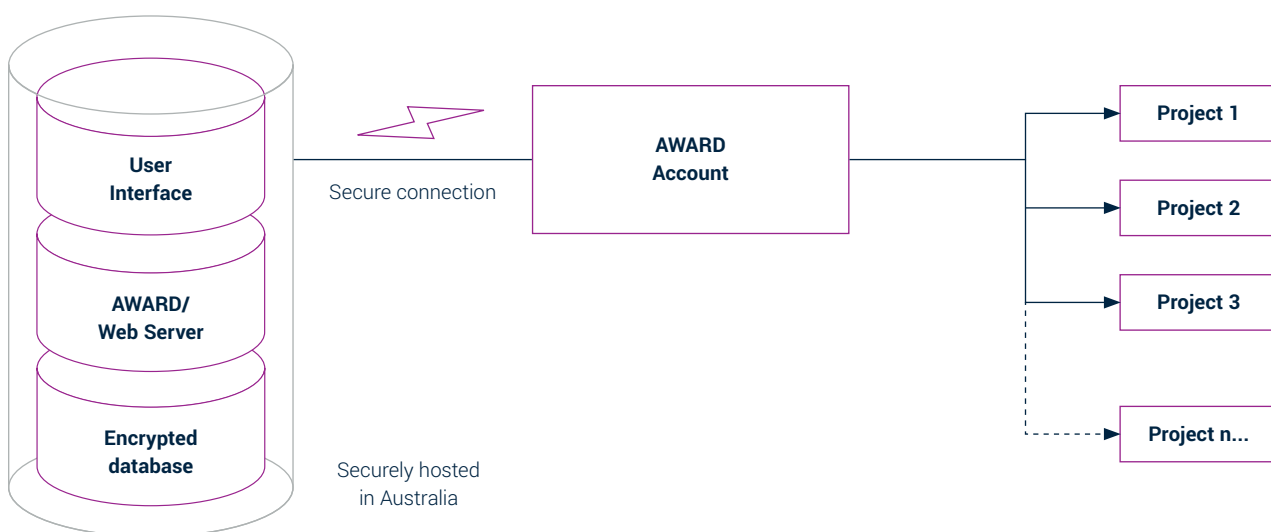 User
Interface
AWARD/
Web Server
Encrypted
database
Secure connection
Securely hosted
in Australia
AWARD
Account
Project 1
Project 2
Project 3
Project n...